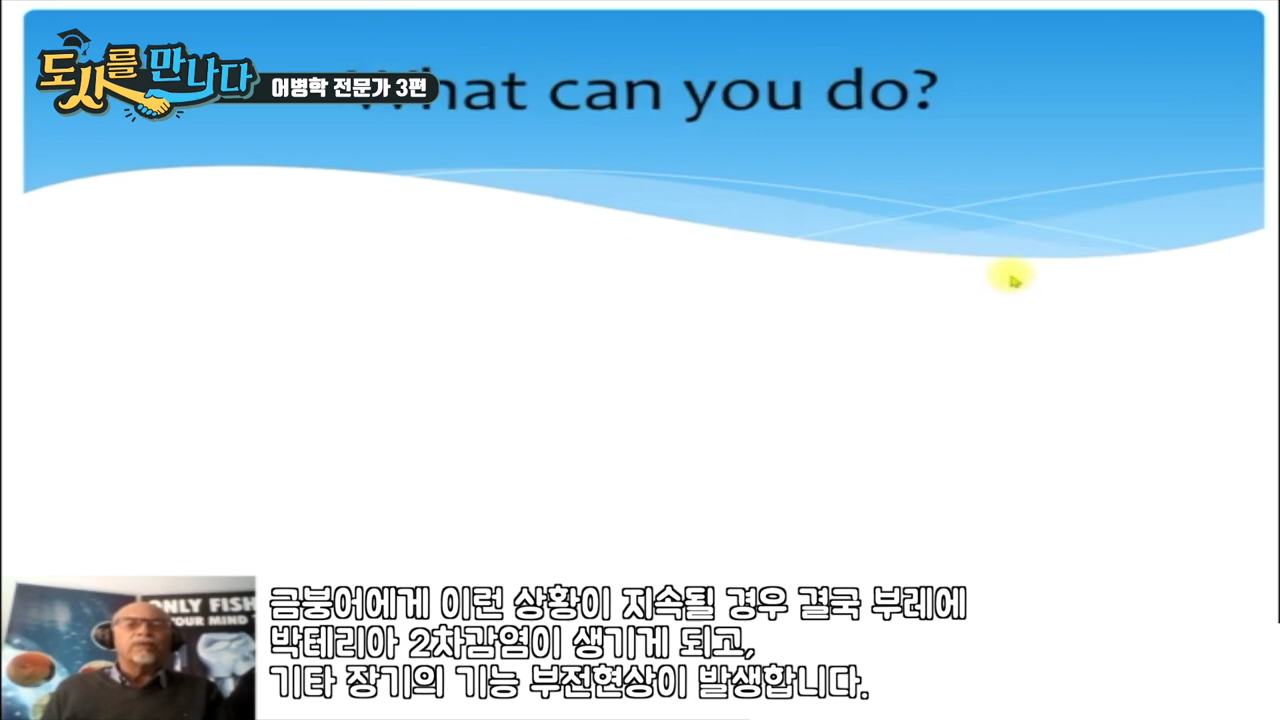 도사를 만나다
어병학 전문가 3편
What can you do?
ONLY FISH
YOUR MIND
금붕어에게 이런 상황이 지속될 경우 결국 부레에
박테리아 2차감염이 생기게 되고,
기타 장기의 기능 부전현상이 발생합니다.